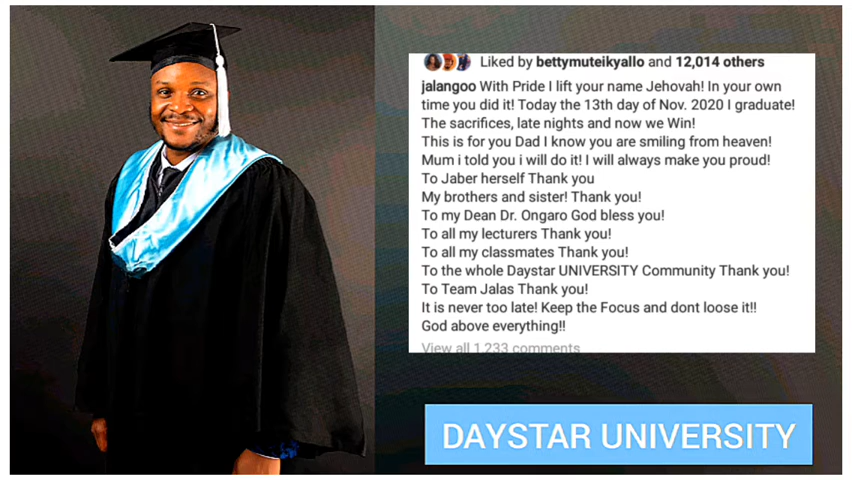 Liked by bettymuteikyallo and 12,014 others
jalangoo With Pride I lift your name Jehovah! In your own
time you did it! Today the 13th day of Nov. 2020 I graduate!
The sacrifices, late nights and now we Win!
This is for you Dad I know you are smiling from heaven!
Mum i told you i will do it! I will always make you proud!
To Jaber herself Thank you
My brothers and sister! Thank you!
To my Dean Dr. Ongaro God bless you!
To all my lecturers Thank you!
To all my classmates Thank you!
To the whole Daystar UNIVERSITY Community Thank you!
To Team Jalas Thank you!
It is never too late! Keep the Focus and dont loose it!!
God above everything!!
View all 1,233 comments
DAYSTAR UNIVERSITY